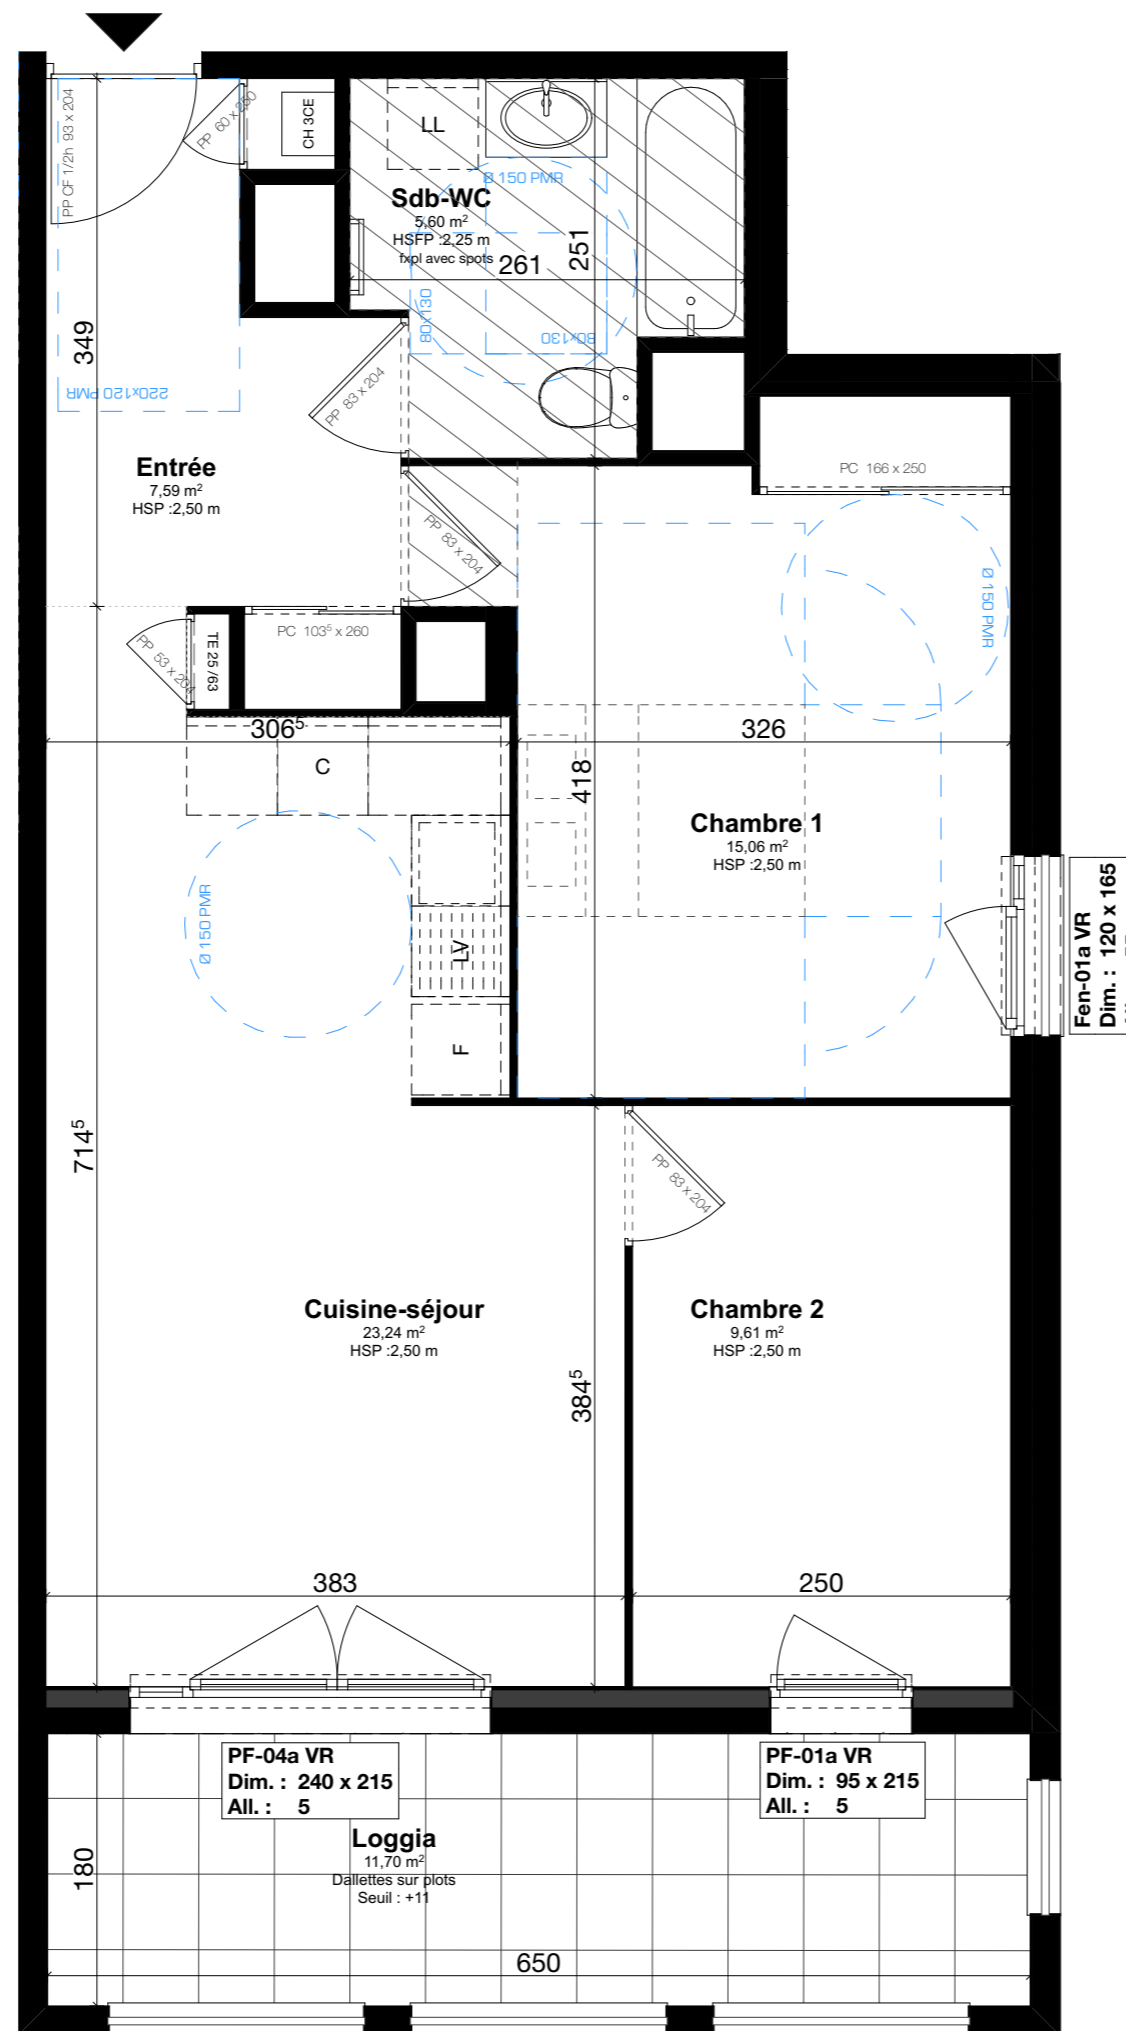 PP CF 1/2h 93 x 204
PP 60 x 250
CH 3CE
LL
Ø 150 PMR
Sdb-WC
5,60 m²
HSFP :2,25 m
fxpl avec spots
261
251
80x130
80x130
349
220x120 PMR
PP 83 x 204
Entrée
7,59 m²
HSP :2,50 m
PC 166 x 250
PP 83 x 204
Ø 150 PMR
PP 53 x 204
TE 25 /63
PC 103⁵ x 260
306⁵
326
C
418
Chambre 1
15,06 m²
HSP :2,50 m
Ø 150 PMR
LV
F
Fen-01a VR
Dim. : 120 x 165
714⁵
PP 83 x 204
Cuisine-séjour
23,24 m²
HSP :2,50 m
Chambre 2
9,61 m²
HSP :2,50 m
384⁵
383
250
PF-04a VR
Dim. : 240 x 215
All. : 5
PF-01a VR
Dim. : 95 x 215
All. : 5
Loggia
11,70 m²
Dallettes sur plots
Seuil : +11
180
650